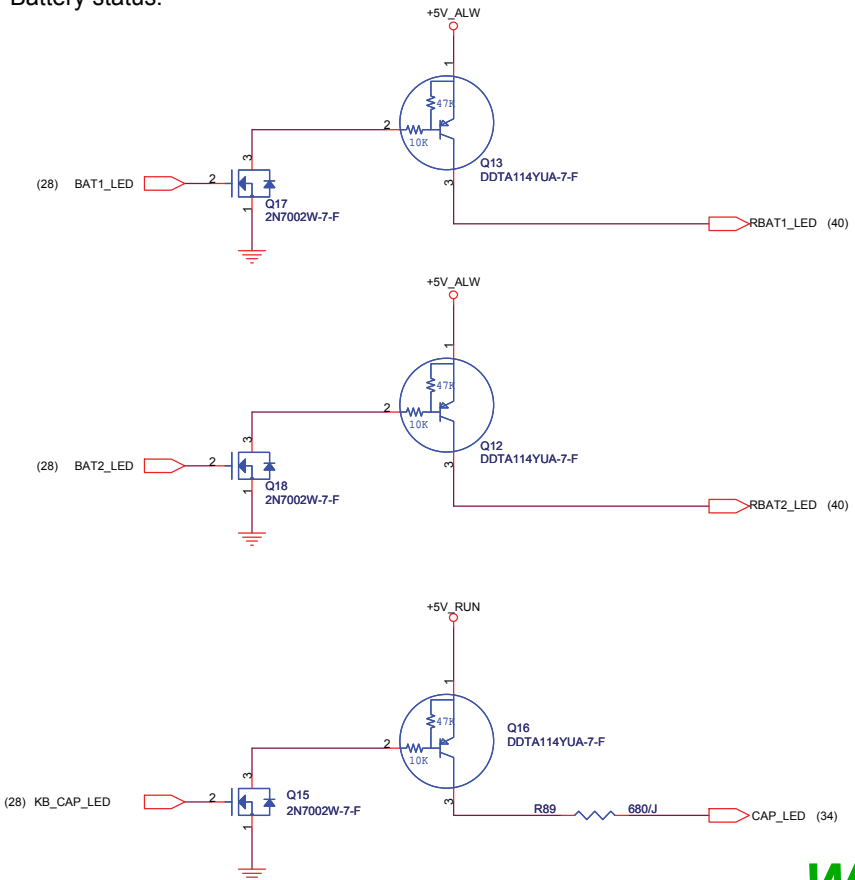 Battery status:
+5V_ALW
1
47K
2
10K
3
Q13
DDTA114YUA-7-F
3
(28) BAT1_LED
2
Q17
2N7002W-7-F
1
RBAT1_LED (40)
+5V_ALW
1
47K
2
10K
3
Q12
DDTA114YUA-7-F
3
(28) BAT2_LED
2
Q18
2N7002W-7-F
1
RBAT2_LED (40)
+5V_RUN
1
47K
2
10K
3
Q16
DDTA114YUA-7-F
3
(28) KB_CAP_LED
2
Q15
2N7002W-7-F
1
R89 680/J
CAP_LED (34)